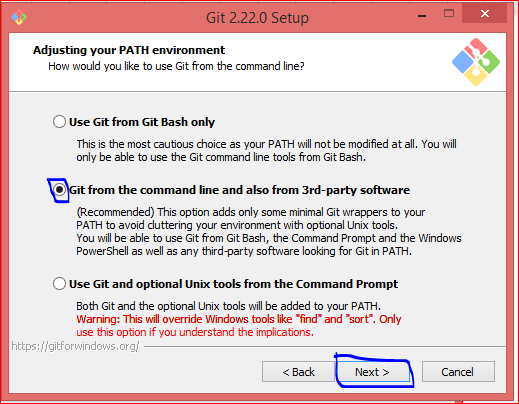 Git 2.22.0 Setup
Adjusting your PATH environment
How would you like to use Git from the command line?
Use Git from Git Bash only
This is the most cautious choice as your PATH will not be modified at all. You will
only be able to use the Git command line tools from Git Bash.
Git from the command line and also from 3rd-party software
(Recommended) This option adds only some minimal Git wrappers to your
PATH to avoid cluttering your environment with optional Unix tools.
You will be able to use Git from Git Bash, the Command Prompt and the Windows
PowerShell as well as any third-party software looking for Git in PATH.
Use Git and optional Unix tools from the Command Prompt
Both Git and the optional Unix tools will be added to your PATH.
Warning: This will override Windows tools like "find" and "sort". Only
use this option if you understand the implications.
https://gitforwindows.org/
< Back Next > Cancel